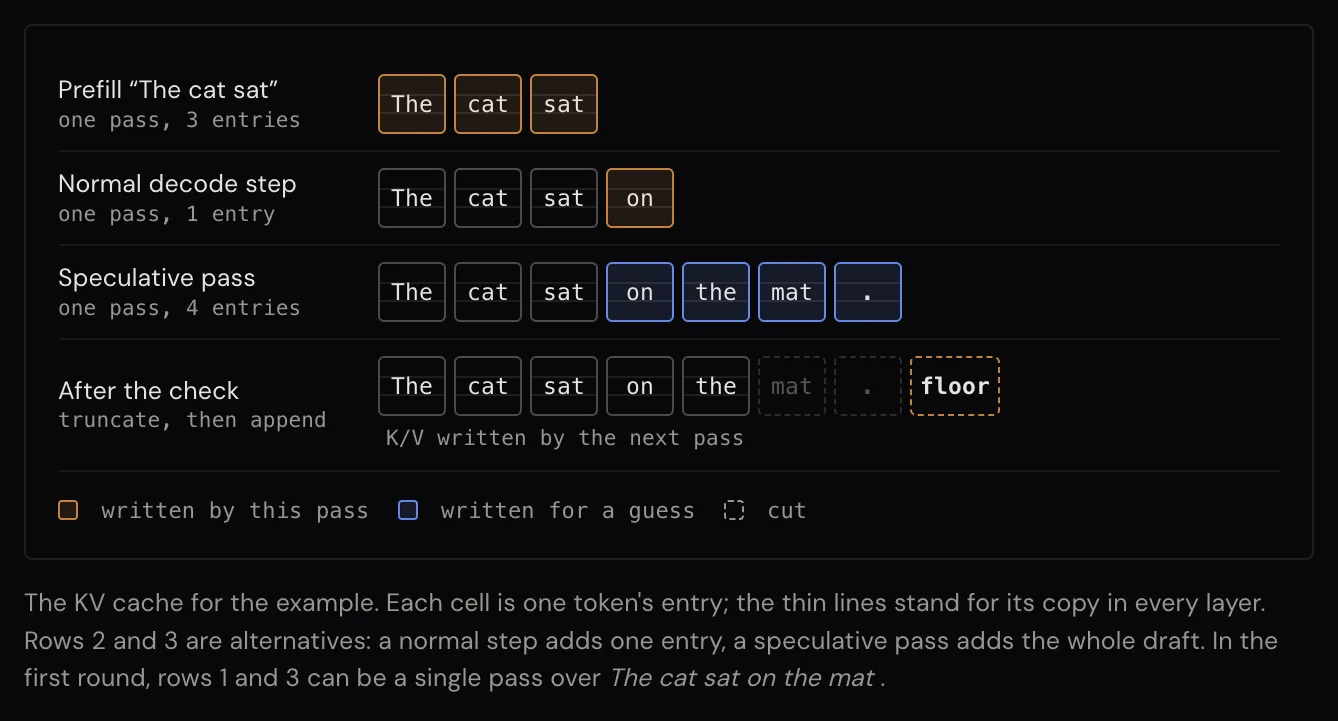 Prefill “The cat sat”
one pass, 3 entries
The cat sat
Normal decode step
one pass, 1 entry
The cat sat on
Speculative pass
one pass, 4 entries
The cat sat on the mat .
After the check
truncate, then append
The cat sat on the mat . floor
K/V written by the next pass
written by this pass written for a guess cut
The KV cache for the example. Each cell is one token's entry; the thin lines stand for its copy in every layer.
Rows 2 and 3 are alternatives: a normal step adds one entry, a speculative pass adds the whole draft. In the
first round, rows 1 and 3 can be a single pass over The cat sat on the mat .